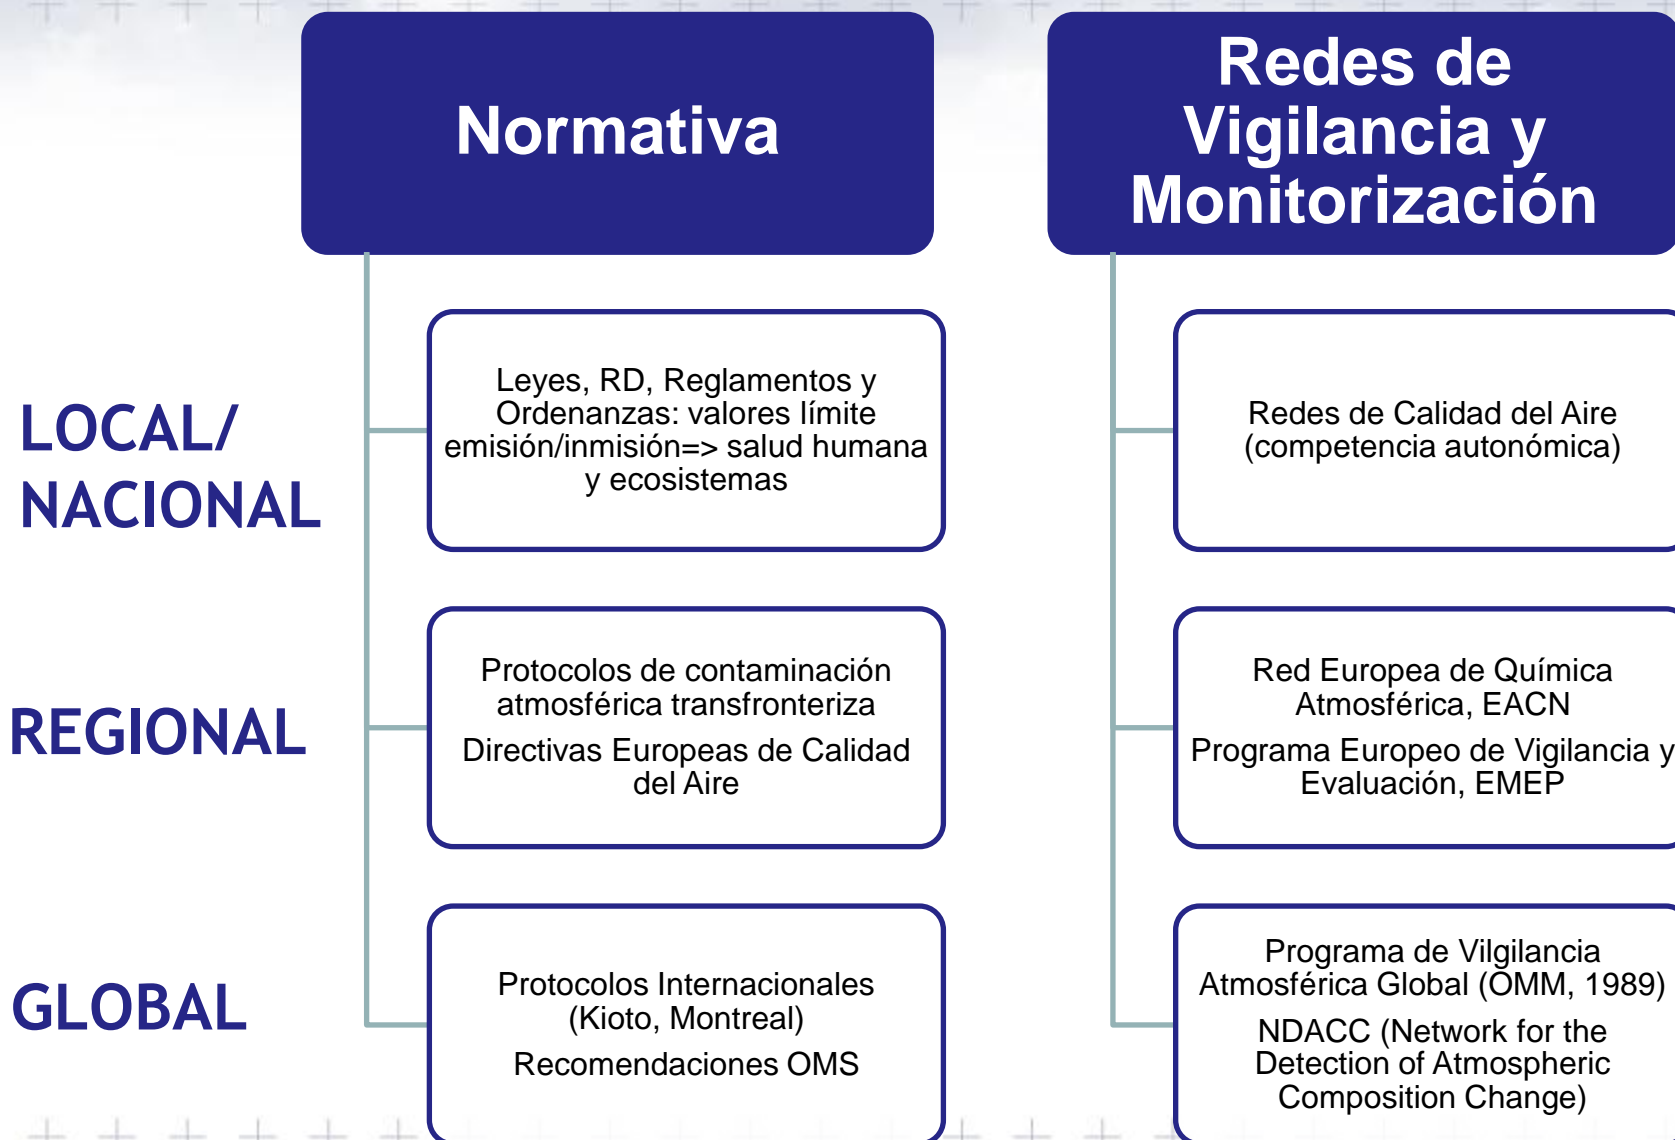 Normativa
Redes de
Vigilancia y
Monitorización
LOCAL/
NACIONAL
Leyes, RD, Reglamentos y
Ordenanzas: valores límite
emisión/inmisión=> salud humana
y ecosistemas
Redes de Calidad del Aire
(competencia autonómica)
REGIONAL
Protocolos de contaminación
atmosférica transfronteriza
Directivas Europeas de Calidad
del Aire
Red Europea de Química
Atmosférica, EACN
Programa Europeo de Vigilancia y
Evaluación, EMEP
GLOBAL
Protocolos Internacionales
(Kioto, Montreal)
Recomendaciones OMS
Programa de Vilgilancia
Atmosférica Global (OMM, 1989)
NDACC (Network for the
Detection of Atmospheric
Composition Change)